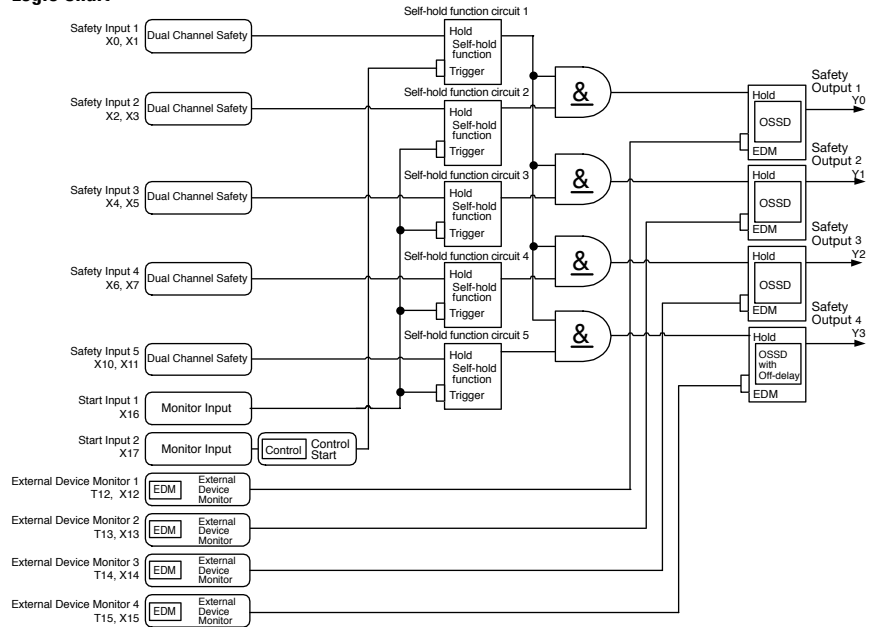 Logic Chart
Self-hold function circuit 1
Safety Input 1
X0, X1
Dual Channel Safety
Hold
Self-hold
function
Trigger
Self-hold function circuit 2
Safety Input 2
X2, X3
Dual Channel Safety
Hold
Self-hold
function
Trigger
&
Safety
Output 1
Y0
Hold
OSSD
EDM
Self-hold function circuit 3
Safety Input 3
X4, X5
Dual Channel Safety
Hold
Self-hold
function
Trigger
&
Safety
Output 2
Y1
Hold
OSSD
EDM
Self-hold function circuit 4
Safety Input 4
X6, X7
Dual Channel Safety
Hold
Self-hold
function
Trigger
&
Safety
Output 3
Y2
Hold
OSSD
EDM
Self-hold function circuit 5
Safety Input 5
X10, X11
Dual Channel Safety
Hold
Self-hold
function
Trigger
&
Safety
Output 4
Y3
Hold
OSSD
with
Off-delay
EDM
Start Input 1
X16
Monitor Input
Start Input 2
X17
Monitor Input
Control
Control
Start
External Device Monitor 1
T12, X12
EDM
External
Device
Monitor
External Device Monitor 2
T13, X13
EDM
External
Device
Monitor
External Device Monitor 3
T14, X14
EDM
External
Device
Monitor
External Device Monitor 4
T15, X15
EDM
External
Device
Monitor